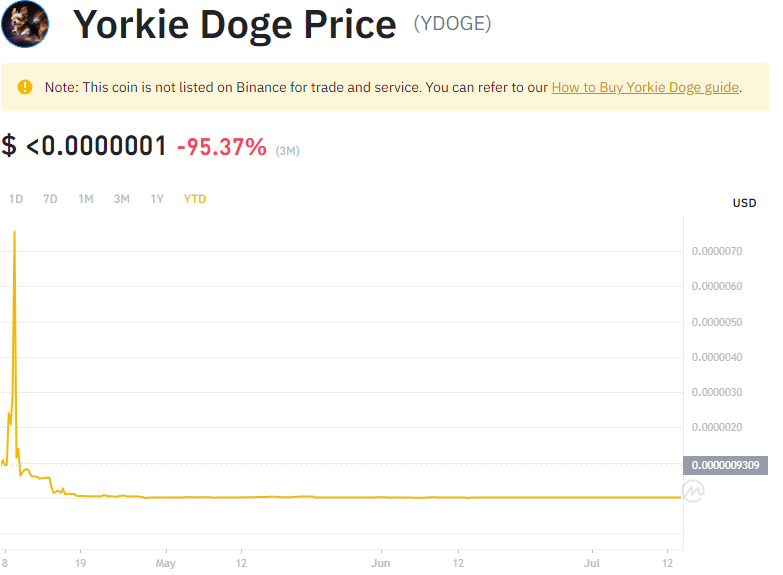 Yorkie Doge Price (YDOGE)
Note: This coin is not listed on Binance for trade and service. You can refer to our How to Buy Yorkie Doge guide.
$ <0.0000001 -95.37% (3M)
1D 7D 1M 3M 1Y YTD
USD
0.0000070
0.0000060
0.0000050
0.0000040
0.0000030
0.0000020
0.0000009309
8 19 May 12 Jun 12 Jul 12